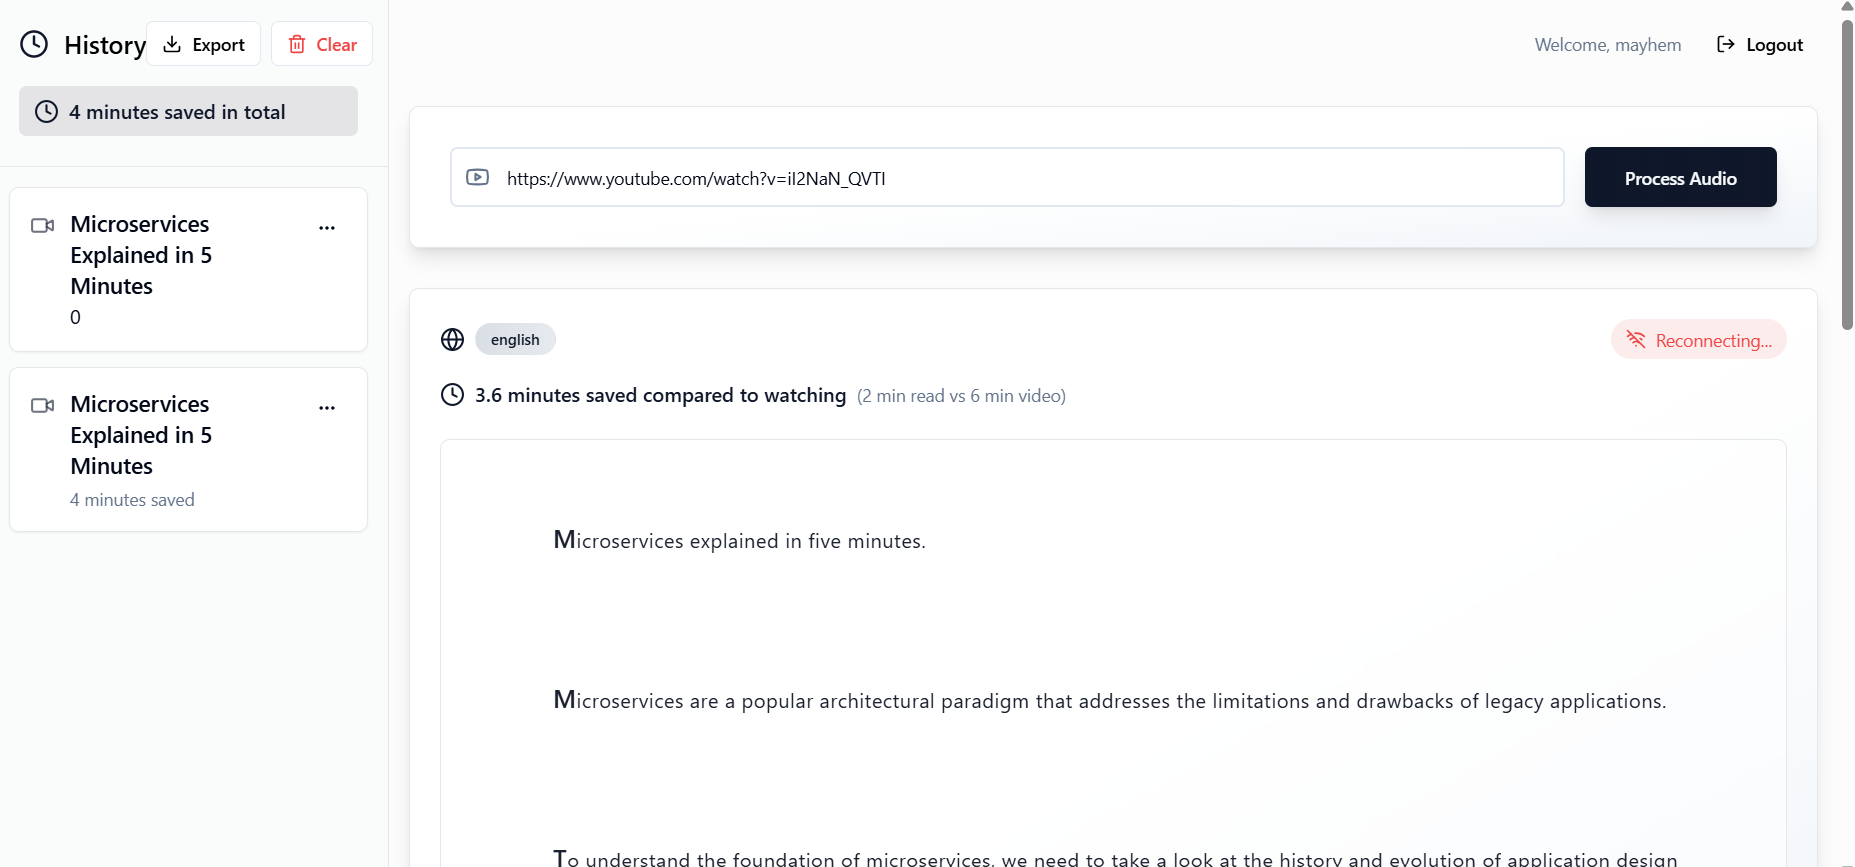 History
Export
Clear
4 minutes saved in total
Microservices
Explained in 5
Minutes
0
Microservices
Explained in 5
Minutes
4 minutes saved
Welcome, mayhem
Logout
https://www.youtube.com/watch?v=iI2NaN_QVTI
Process Audio
english
Reconnecting...
3.6 minutes saved compared to watching (2 min read vs 6 min video)
Microservices explained in five minutes.
Microservices are a popular architectural paradigm that addresses the limitations and drawbacks of legacy applications.
To understand the foundation of microservices, we need to take a look at the history and evolution of application design